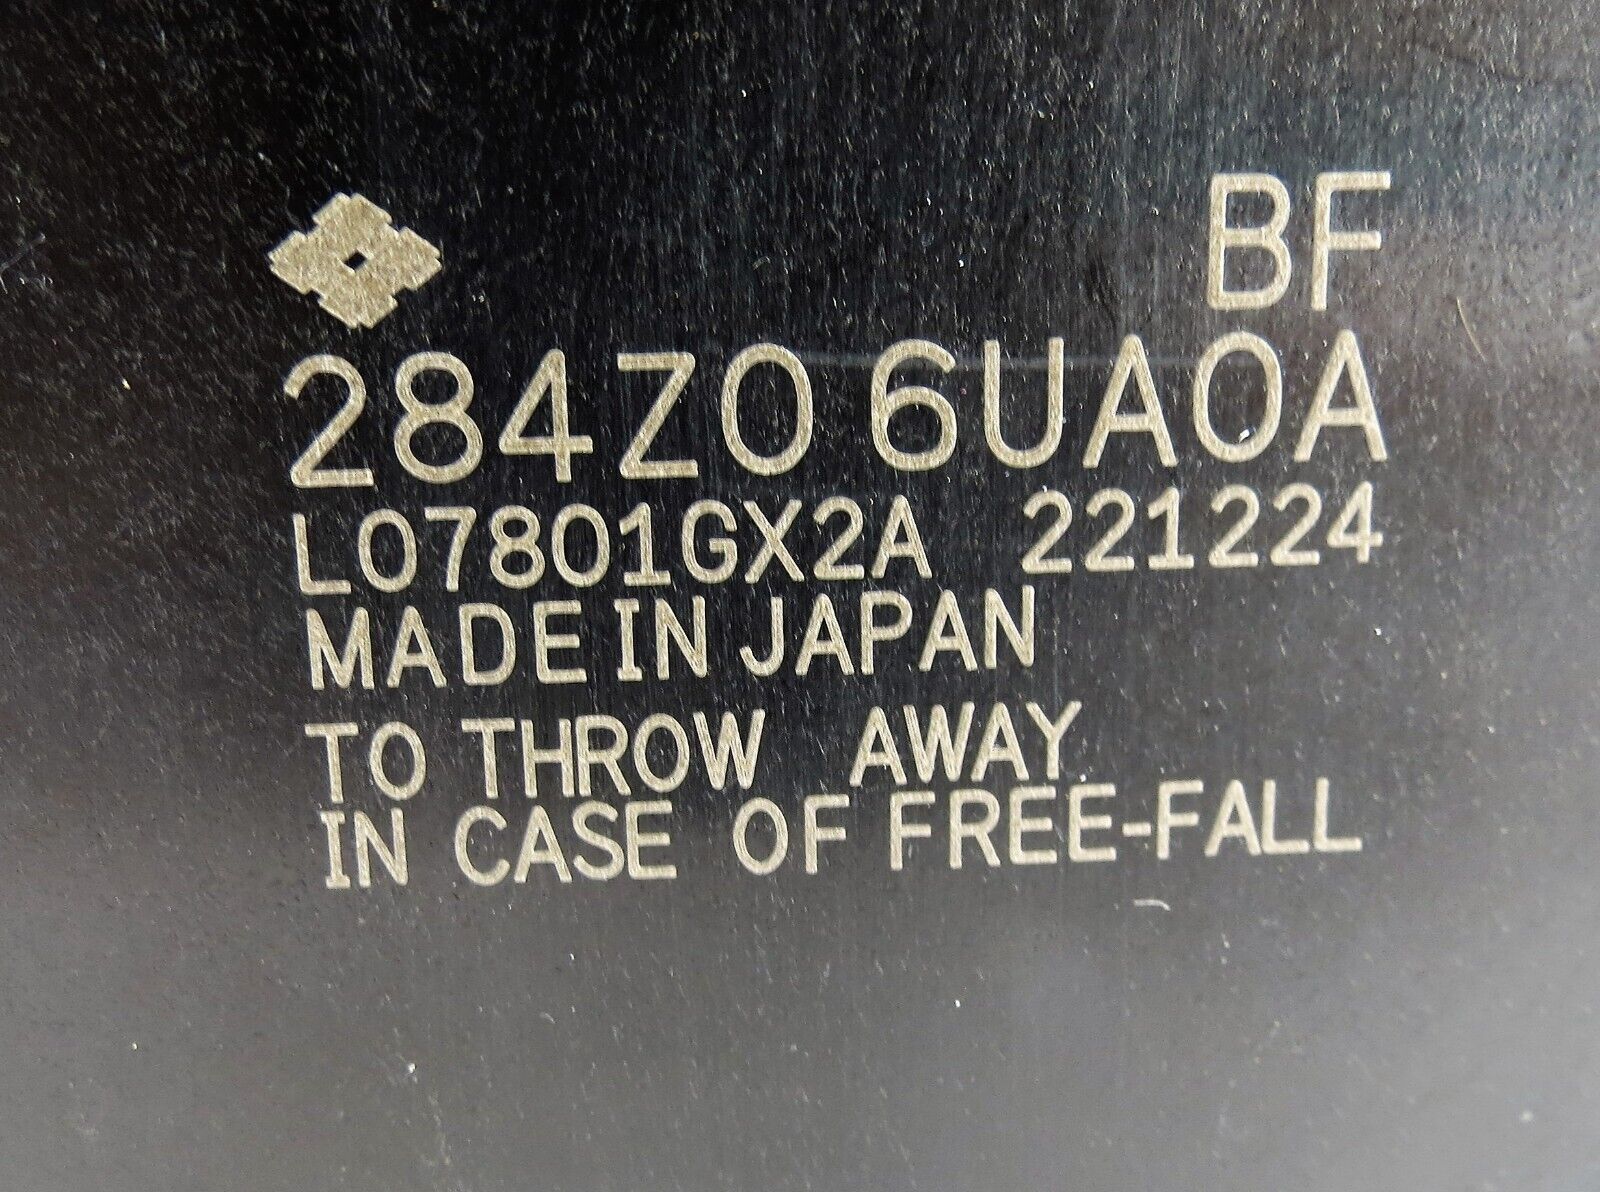 BF
284Z0 6UA0A
L07801GX2A 221224
MADE IN JAPAN
TO THROW AWAY
IN CASE OF FREE-FALL